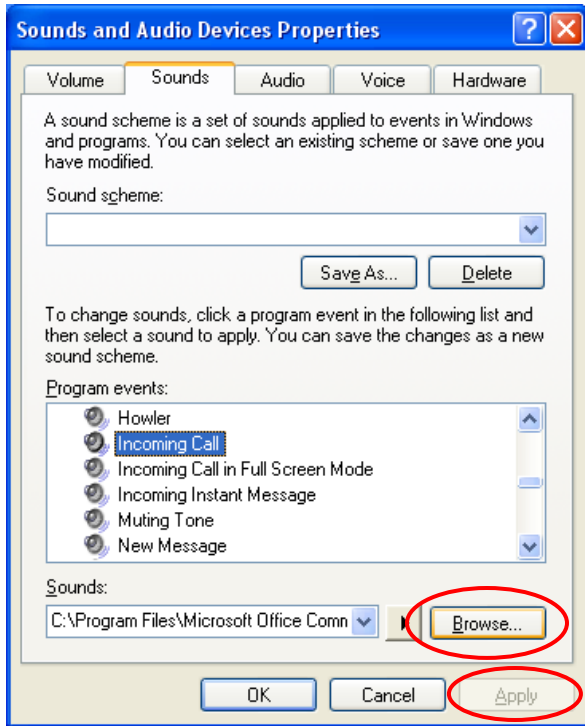 Sounds and Audio Devices Properties
?
X
Volume
Sounds
Audio
Voice
Hardware
A sound scheme is a set of sounds applied to events in Windows
and programs. You can select an existing scheme or save one you
have modified.
Sound scheme:
Save As...
Delete
To change sounds, click a program event in the following list and
then select a sound to apply. You can save the changes as a new
sound scheme.
Program events:
Howler
Incoming Call
Incoming Call in Full Screen Mode
Incoming Instant Message
Muting Tone
New Message
Sounds:
C:\Program Files\Microsoft Office Comn
Browse...
OK
Cancel
Apply